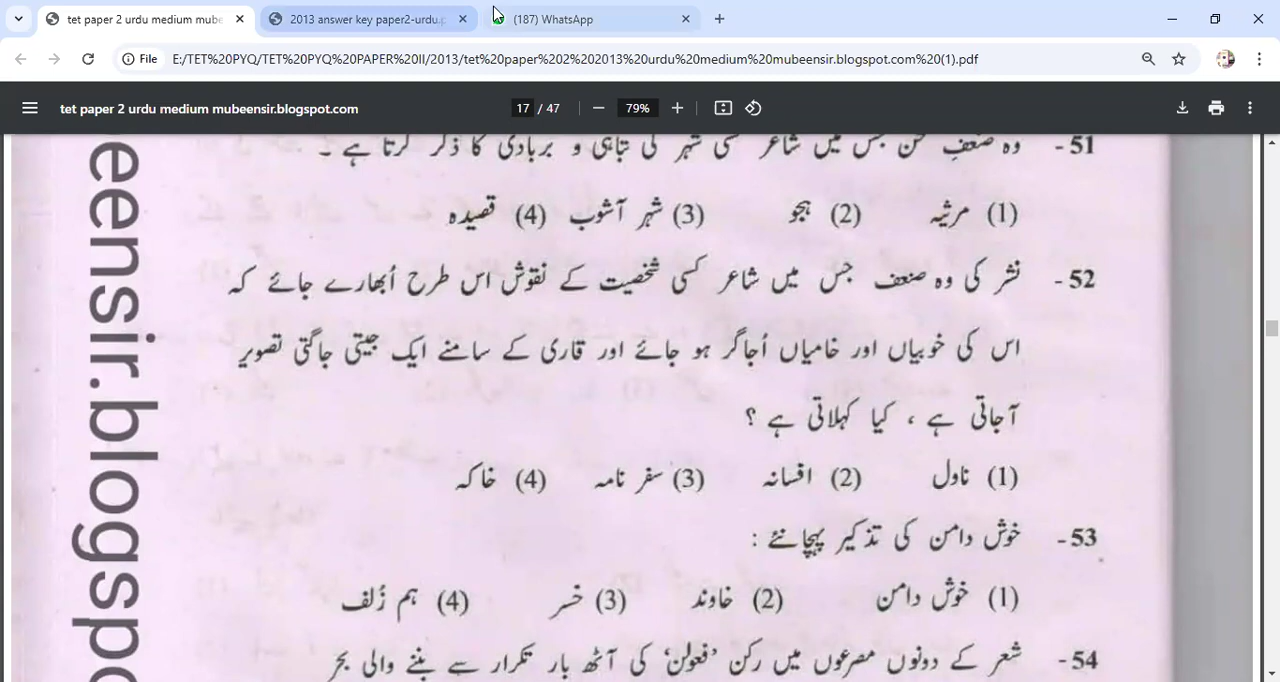 tet paper 2 urdu medium mube
2013 answer key paper2-urdu.p
(187) WhatsApp
File E:/TET%20PYQ/TET%20PYQ%20PAPER%20II/2013/tet%20paper%202%202013%20urdu%20medium%20mubeensir.blogspot.com%20(1).pdf
tet paper 2 urdu medium mubeensir.blogspot.com
17 / 47
79%
51- وہ صنفِ سخن جس میں شاعر کسی شہر کی تباہی و بربادی کا ذکر کرتا ہے ۔
(1) مرثیہ (2) ہجو (3) شہر آشوب (4) قصیدہ
52- نشر کی وہ صنعف جس میں شاعر کسی شخصیت کے نقوش اس طرح اُبھارے جائے کہ
اس کی خوبیاں اور خامیاں اُجاگر ہو جائے اور قاری کے سامنے ایک جیتی جاگتی تصویر
آجاتی ہے ، کیا کہلاتی ہے ؟
(1) ناول (2) افسانہ (3) سفر نامہ (4) خاکہ
53- خوش دامن کی تذکیر پہچانئے :
(1) خوش دامن (2) خاوند (3) خسر (4) ہم زُلف
54- شعر کے دونوں مصرعوں میں رکن ’فعولن‘ کی آٹھ بار تکرار سے بننے والی بحر
eensir.blogspo